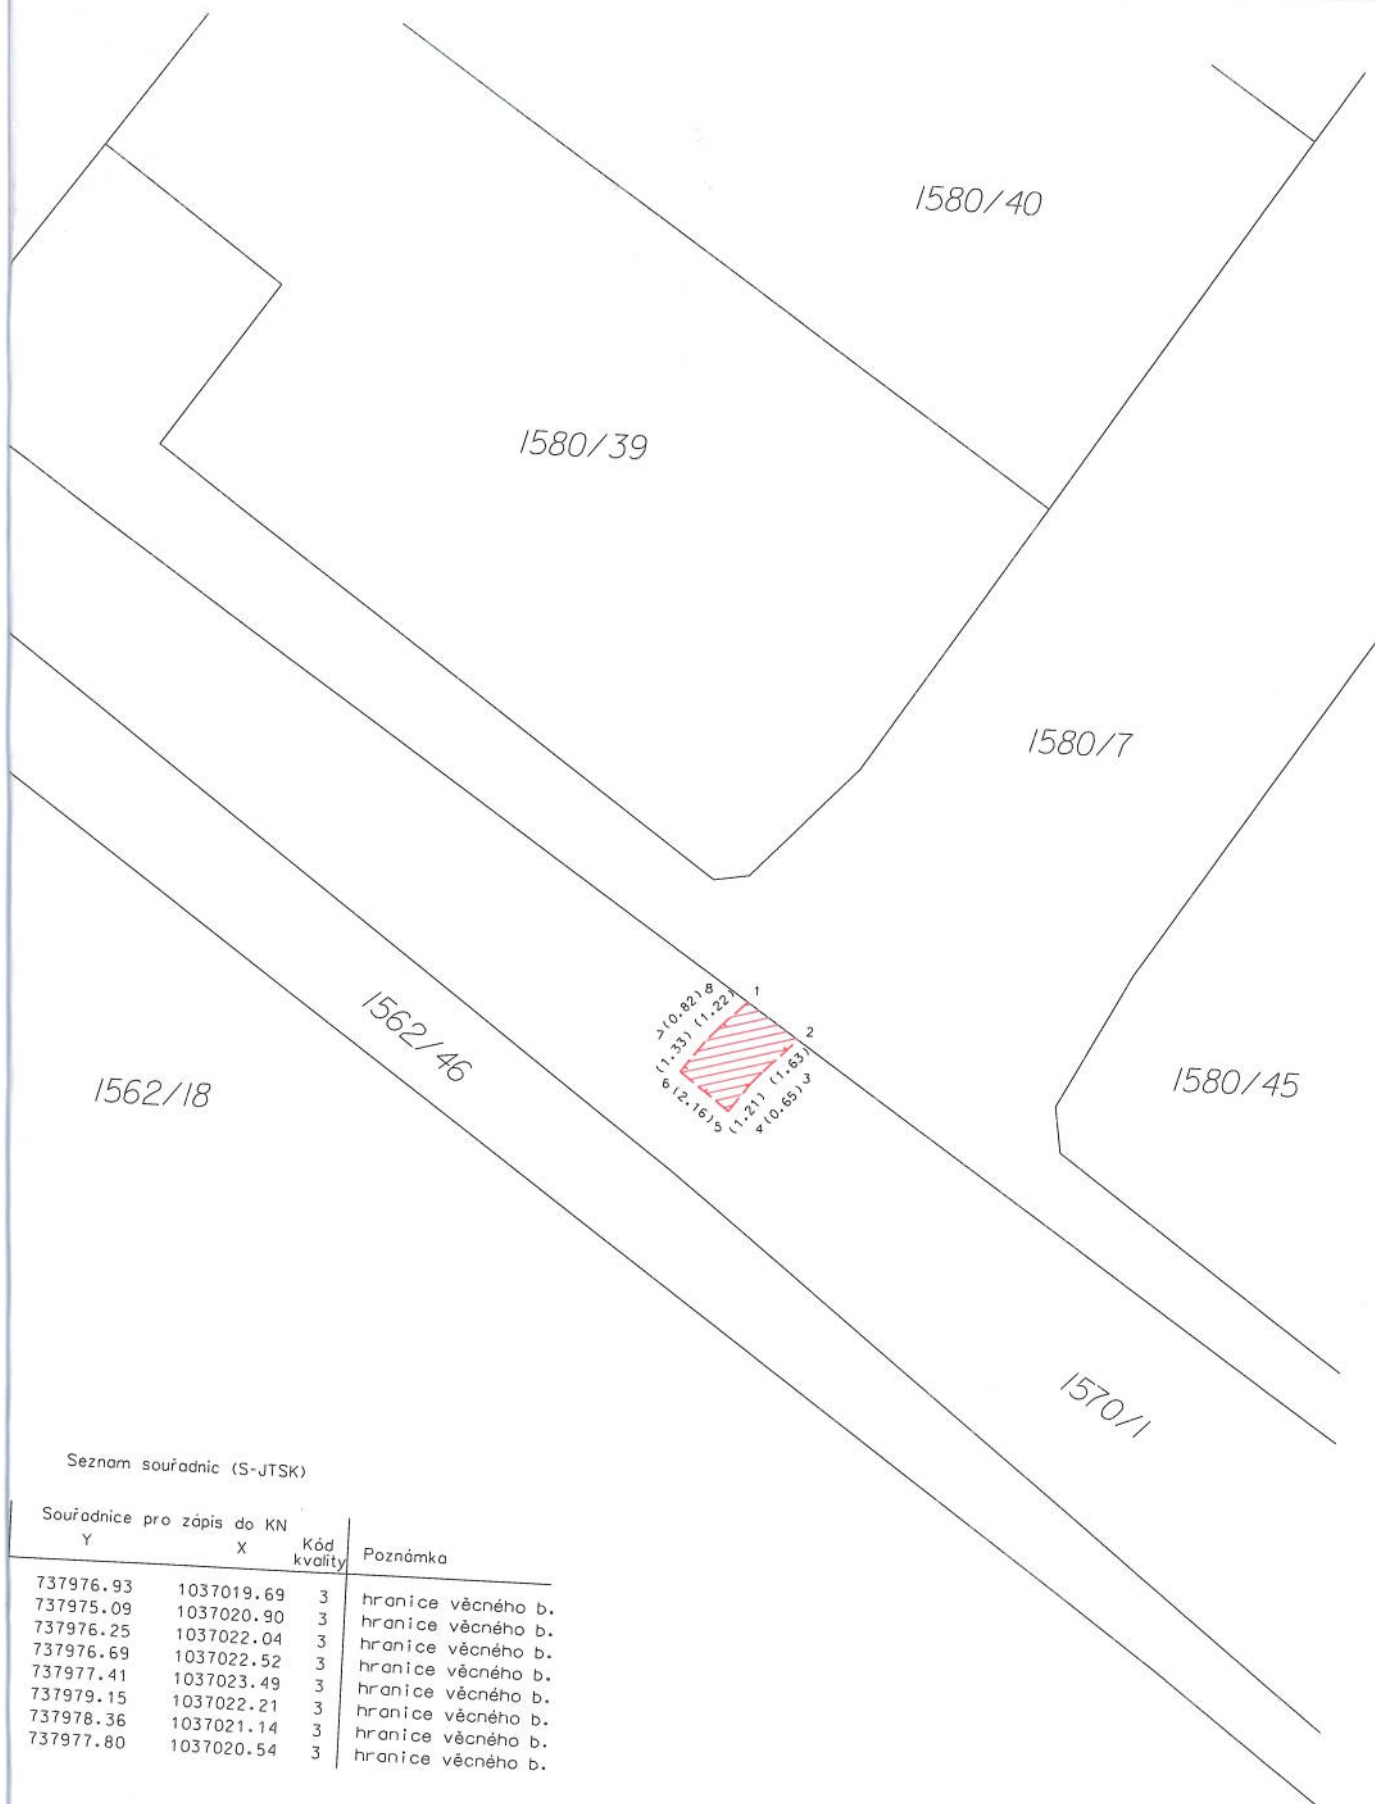 1580/40
1580/39
1580/7
8 1
(0.82) (1.22)
2
7
(1.33) (1.63)
3
6 (2.16) 5 (1.21) 4 (0.65)
1562/46
1562/18
1580/45
1570/1
Seznam souřadnic (S-JTSK)
Souřadnice pro zápis do KN
Y X Kód kvality Poznámka
737976.93 1037019.69 3 hranice věcného b.
737975.09 1037020.90 3 hranice věcného b.
737976.25 1037022.04 3 hranice věcného b.
737976.69 1037022.52 3 hranice věcného b.
737977.41 1037023.49 3 hranice věcného b.
737979.15 1037022.21 3 hranice věcného b.
737978.36 1037021.14 3 hranice věcného b.
737977.80 1037020.54 3 hranice věcného b.